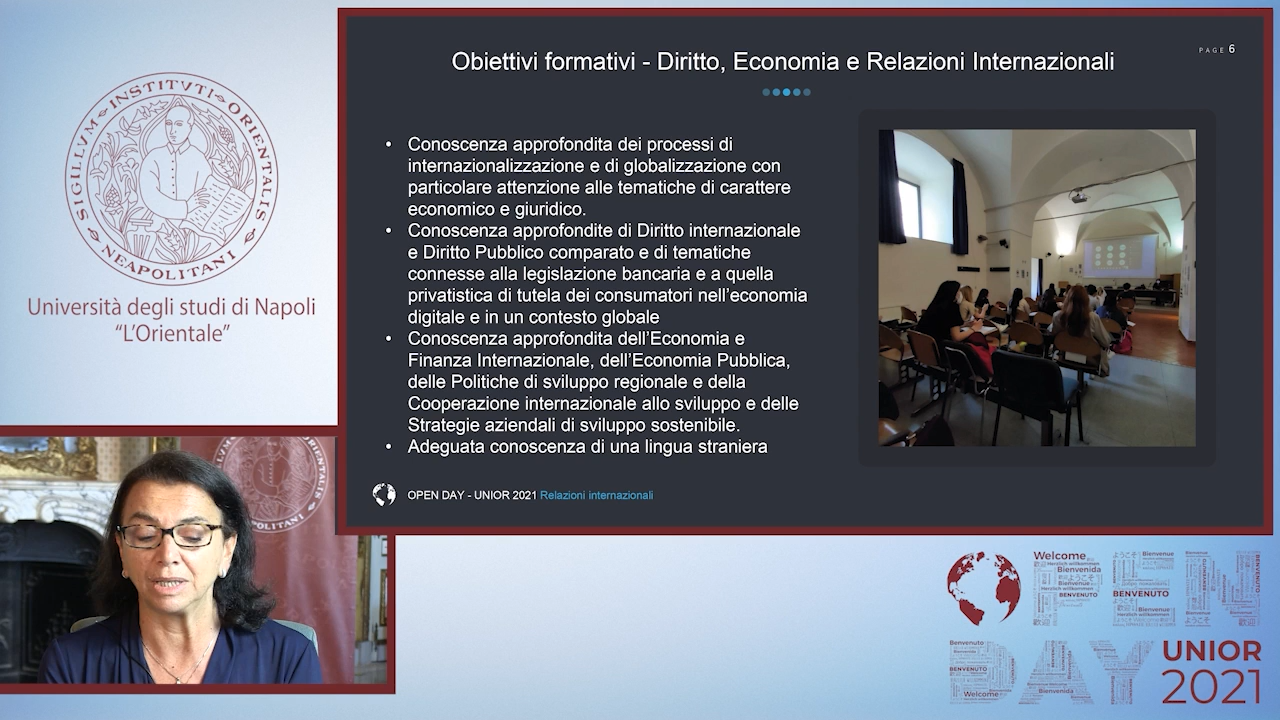 SIGILLVM INSTITVTI ORIENTALIS NEAPOLITANI
Università degli studi di Napoli
“L’Orientale”
PAGE 6
Obiettivi formativi - Diritto, Economia e Relazioni Internazionali
• Conoscenza approfondita dei processi di
internazionalizzazione e di globalizzazione con
particolare attenzione alle tematiche di carattere
economico e giuridico.
• Conoscenza approfondite di Diritto internazionale
e Diritto Pubblico comparato e di tematiche
connesse alla legislazione bancaria e a quella
privatistica di tutela dei consumatori nell’economia
digitale e in un contesto globale
• Conoscenza approfondita dell’Economia e
Finanza Internazionale, dell’Economia Pubblica,
delle Politiche di sviluppo regionale e della
Cooperazione internazionale allo sviluppo e delle
Strategie aziendali di sviluppo sostenibile.
• Adeguata conoscenza di una lingua straniera
OPEN DAY - UNIOR 2021 Relazioni internazionali
OPEN
DAY UNIOR
2021
Welcome
Bienvenida
BENVENUTO
Bienvenue
BENVENUTO
Benvenuto
BENVENUTO
Welcome
Bienvenida